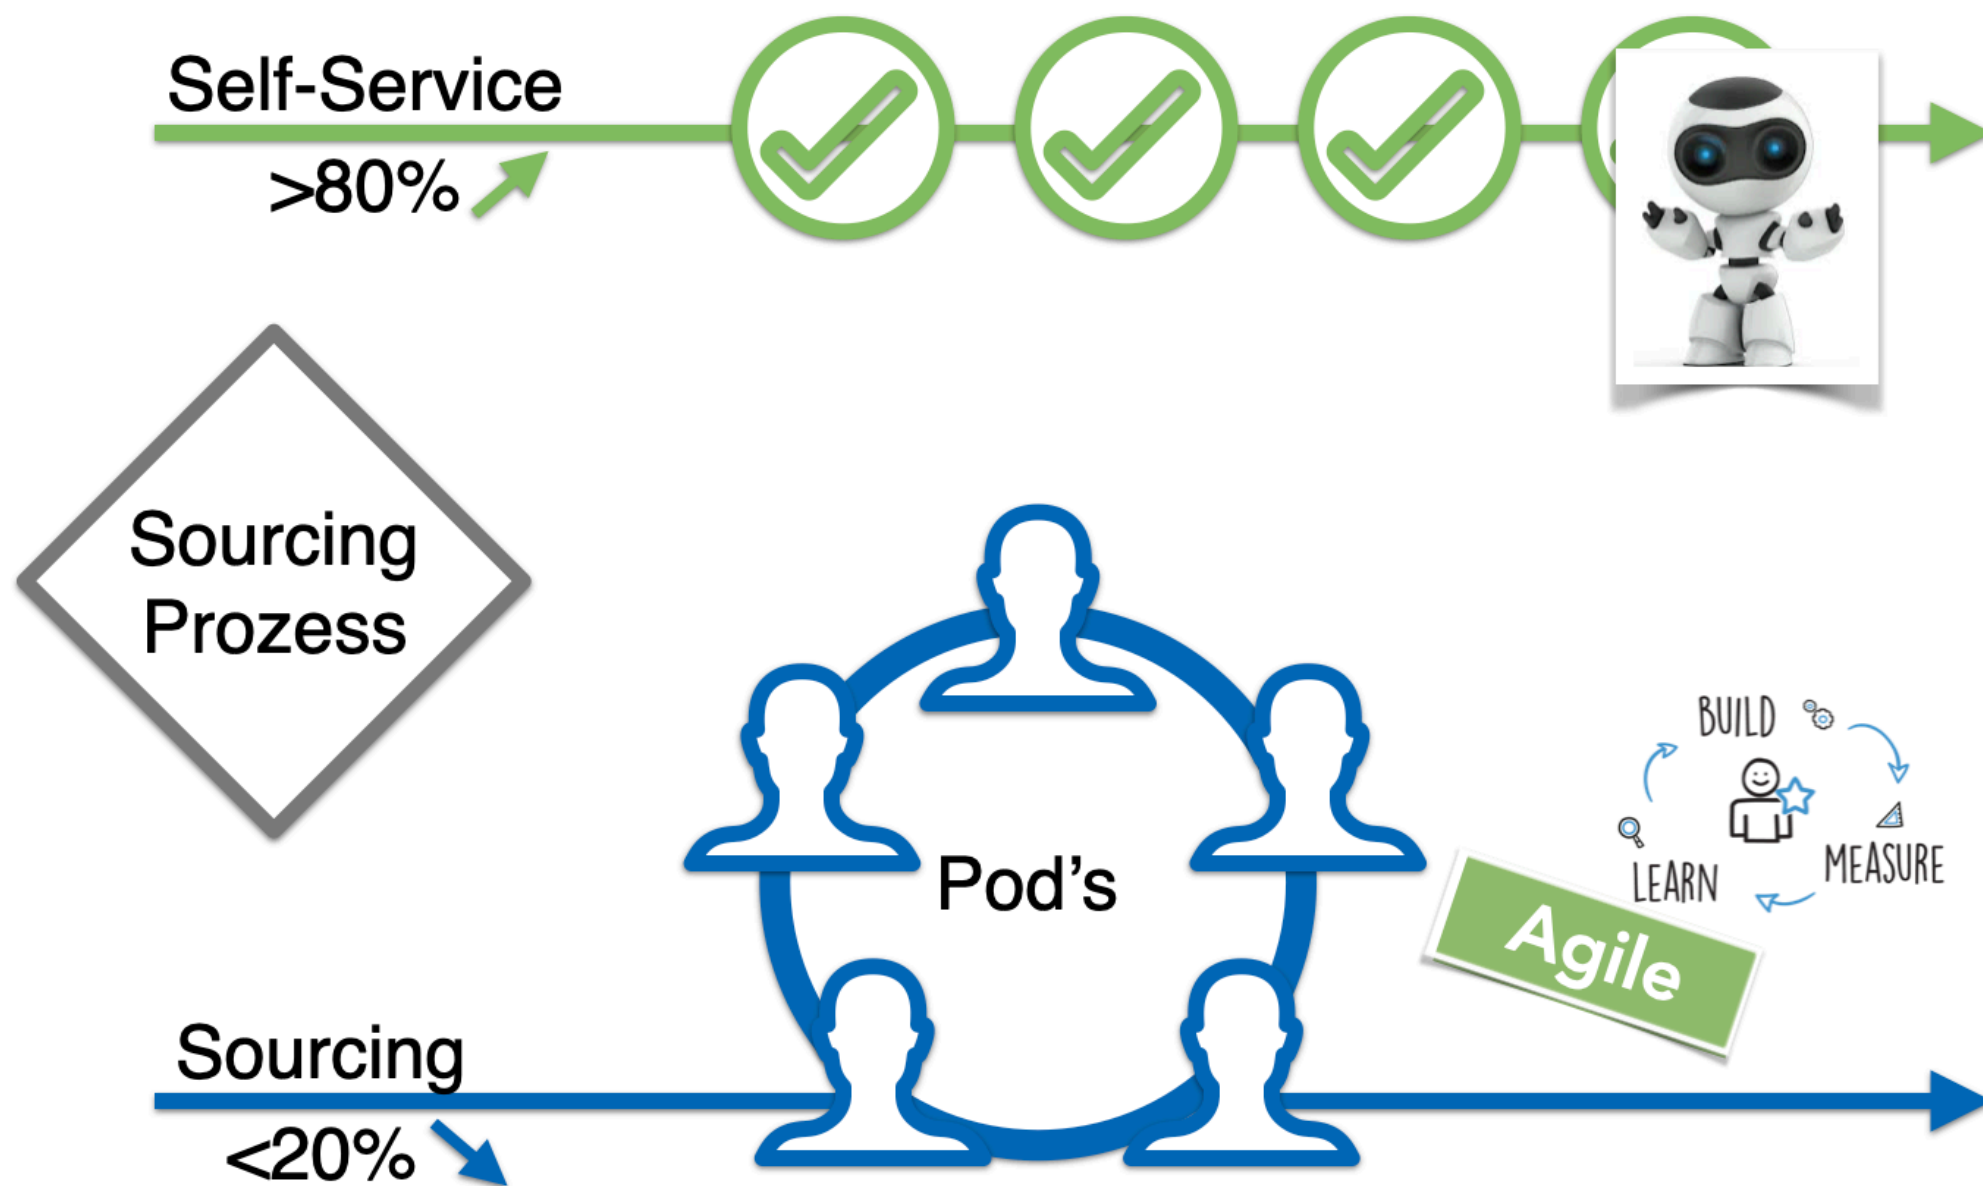 Self-Service
>80%
Sourcing
Prozess
Pod's
BUILD
MEASURE
LEARN
Agile
Sourcing
<20%